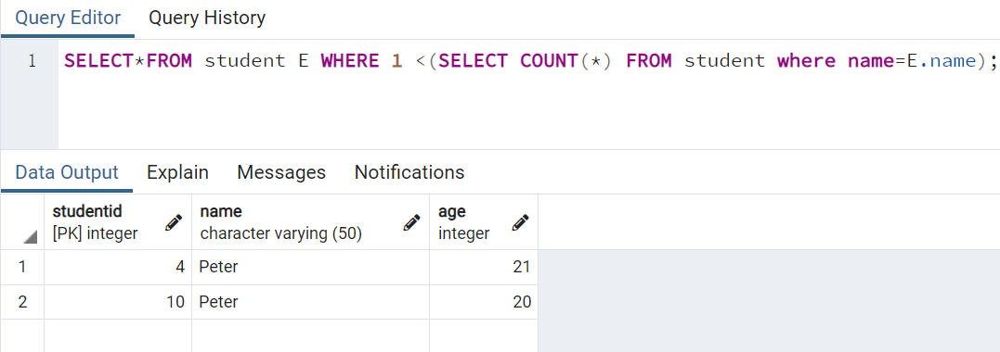 Query Editor Query History
1 SELECT*FROM student E WHERE 1 <(SELECT COUNT(*) FROM student where name=E.name);
Data Output Explain Messages Notifications
studentid name age
[PK] integer character varying (50) integer
1 4 Peter 21
2 10 Peter 20